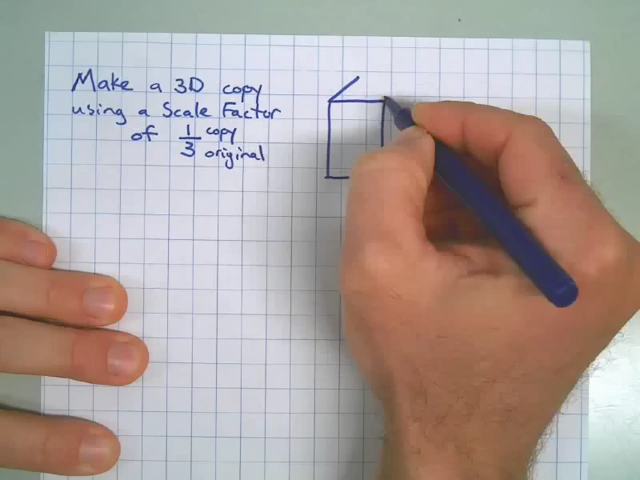 Make a 3D copy
using a Scale Factor
of 1/3 copy
original